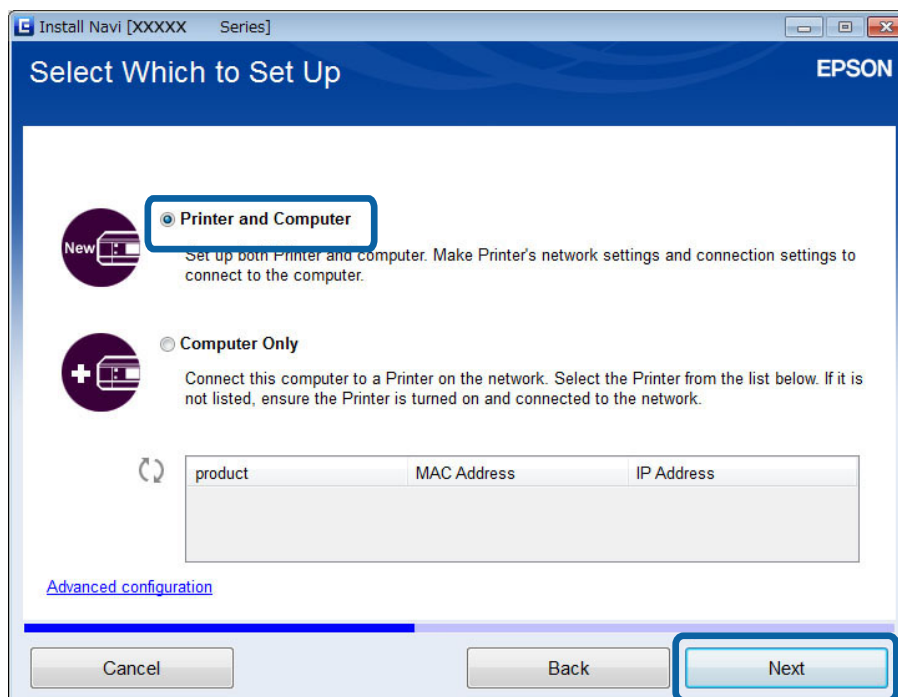 Install Navi [XXXXX Series]
Select Which to Set Up
EPSON
New
Printer and Computer
Set up both Printer and computer. Make Printer's network settings and connection settings to
connect to the computer.
Computer Only
Connect this computer to a Printer on the network. Select the Printer from the list below. If it is
not listed, ensure the Printer is turned on and connected to the network.
product MAC Address IP Address
Advanced configuration
Cancel Back Next